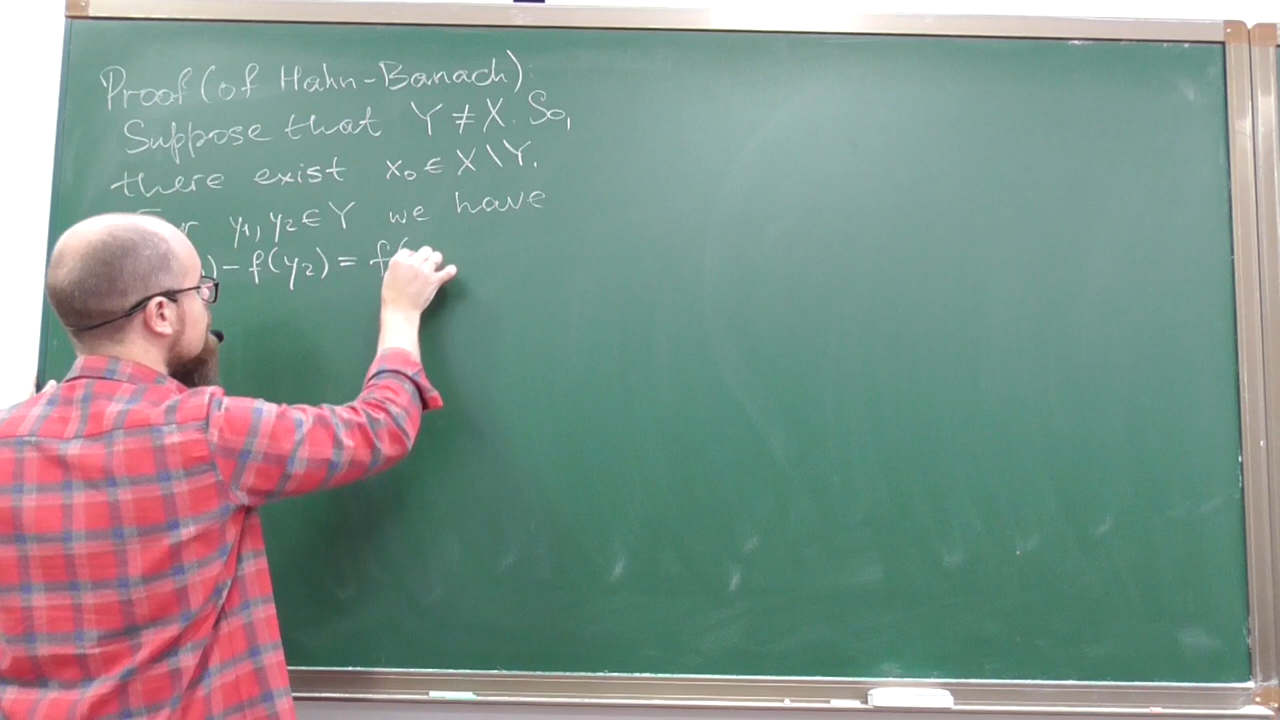 Proof (of Hahn-Banach):
Suppose that Y ≠ X. So,
there exist x₀ ∈ X \ Y.
y₁, y₂ ∈ Y we have
) - f(y₂) = f(